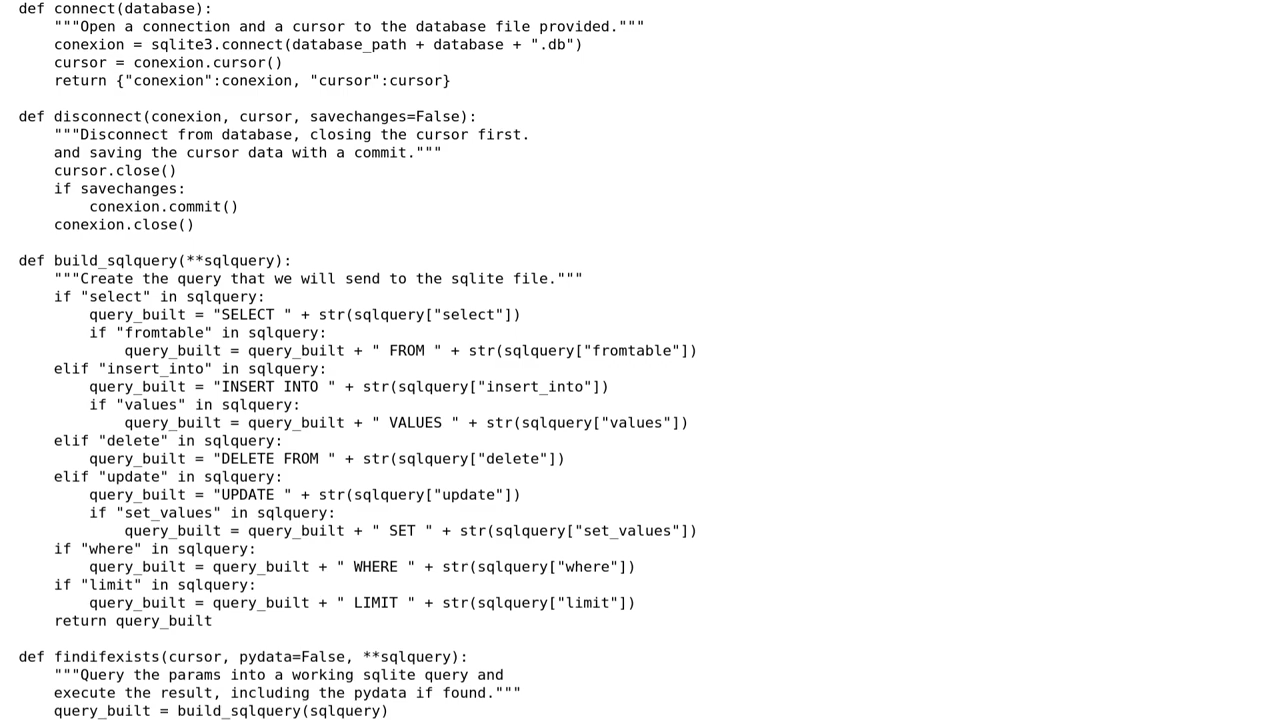 def connect(database):
    """Open a connection and a cursor to the database file provided."""
    conexion = sqlite3.connect(database_path + database + ".db")
    cursor = conexion.cursor()
    return {"conexion":conexion, "cursor":cursor}

def disconnect(conexion, cursor, savechanges=False):
    """Disconnect from database, closing the cursor first.
    and saving the cursor data with a commit."""
    cursor.close()
    if savechanges:
        conexion.commit()
    conexion.close()

def build_sqlquery(**sqlquery):
    """Create the query that we will send to the sqlite file."""
    if "select" in sqlquery:
        query_built = "SELECT " + str(sqlquery["select"])
        if "fromtable" in sqlquery:
            query_built = query_built + " FROM " + str(sqlquery["fromtable"])
    elif "insert_into" in sqlquery:
        query_built = "INSERT INTO " + str(sqlquery["insert_into"])
        if "values" in sqlquery:
            query_built = query_built + " VALUES " + str(sqlquery["values"])
    elif "delete" in sqlquery:
        query_built = "DELETE FROM " + str(sqlquery["delete"])
    elif "update" in sqlquery:
        query_built = "UPDATE " + str(sqlquery["update"])
        if "set_values" in sqlquery:
            query_built = query_built + " SET " + str(sqlquery["set_values"])
    if "where" in sqlquery:
        query_built = query_built + " WHERE " + str(sqlquery["where"])
    if "limit" in sqlquery:
        query_built = query_built + " LIMIT " + str(sqlquery["limit"])
    return query_built

def findifexists(cursor, pydata=False, **sqlquery):
    """Query the params into a working sqlite query and
    execute the result, including the pydata if found."""
    query_built = build_sqlquery(sqlquery)